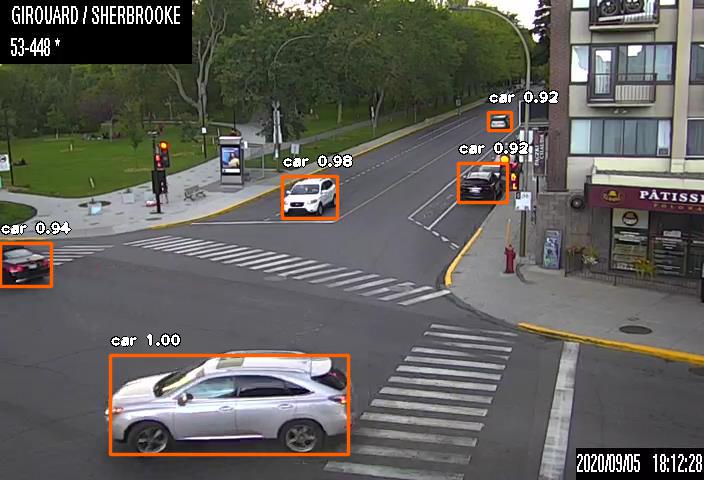 GIROUARD / SHERBROOKE
53-448 *
car 0.92
car 0.92
car 0.98
car 0.94
car 1.00
PÂTISS
2020/09/05 18:12:28